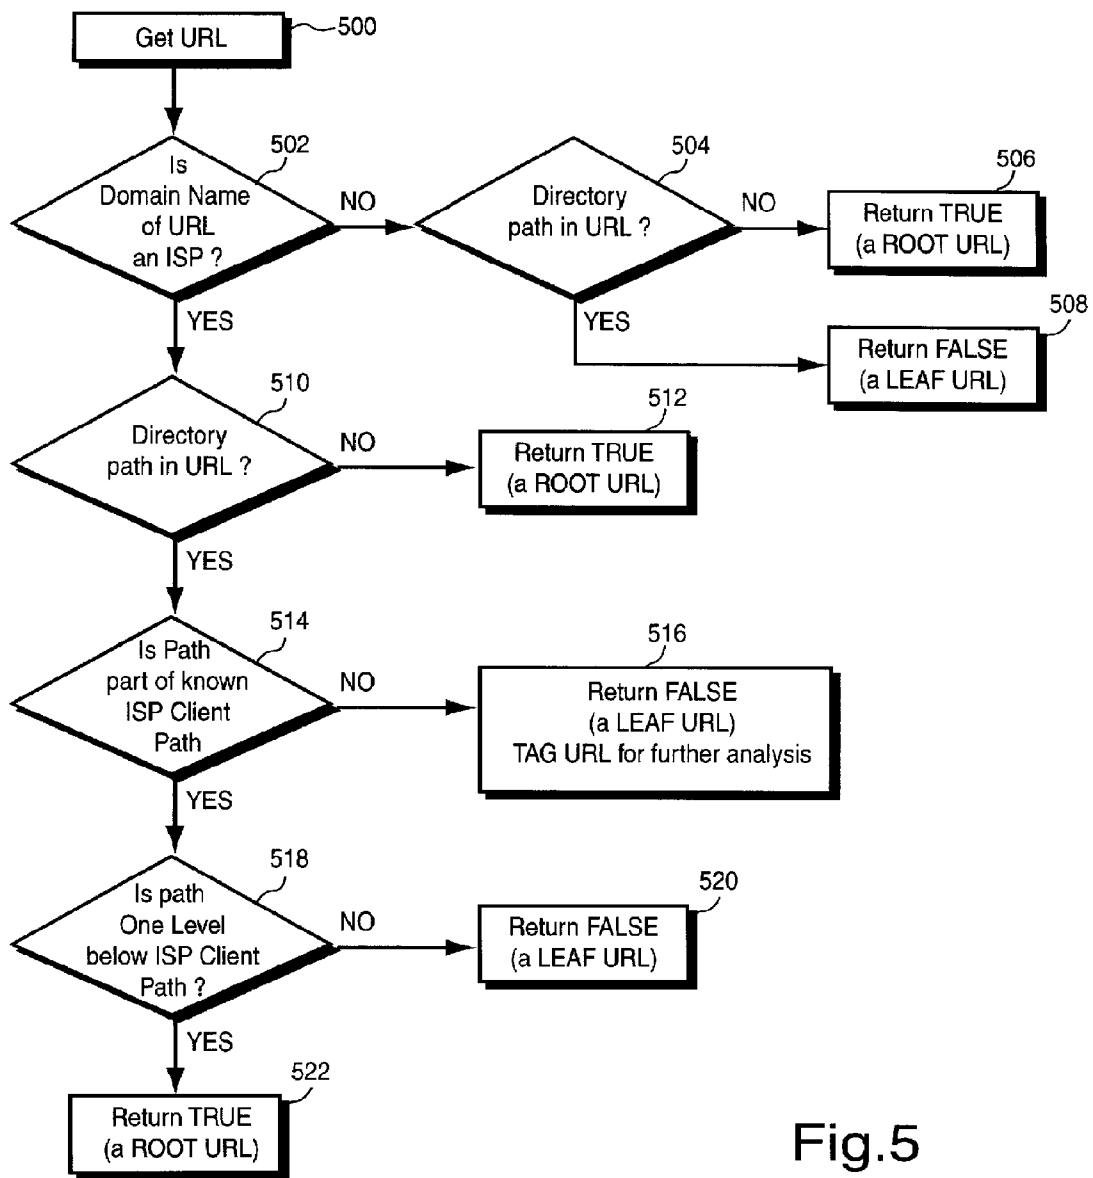 Get URL
500
Is
Domain Name
of URL
an ISP ?
502
NO
YES
Directory
path in URL ?
504
NO
YES
506
Return TRUE
(a ROOT URL)
508
Return FALSE
(a LEAF URL)
510
Directory
path in URL ?
NO
YES
512
Return TRUE
(a ROOT URL)
514
Is Path
part of known
ISP Client
Path
NO
YES
516
Return FALSE
(a LEAF URL)
TAG URL for further analysis
518
Is path
One Level
below ISP Client
Path ?
NO
YES
520
Return FALSE
(a LEAF URL)
522
Return TRUE
(a ROOT URL)
Fig.5